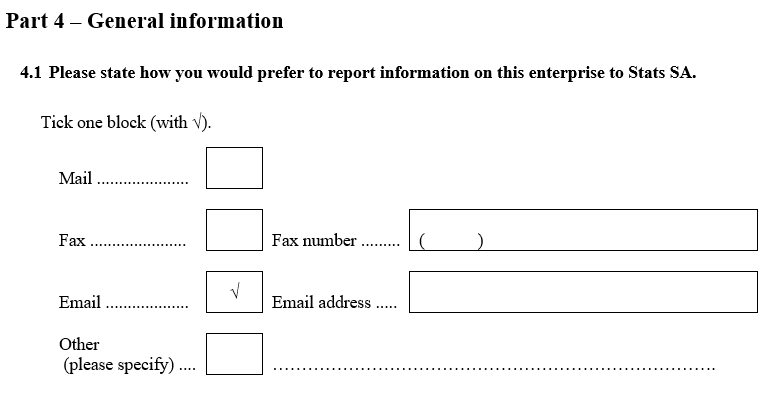 Part 4 – General information
4.1 Please state how you would prefer to report information on this enterprise to Stats SA.
Tick one block (with √).
Mail .....................
Fax ......................
Fax number .........
(          )
Email ...................
√
Email address .....
Other
(please specify) ....
............................................................................